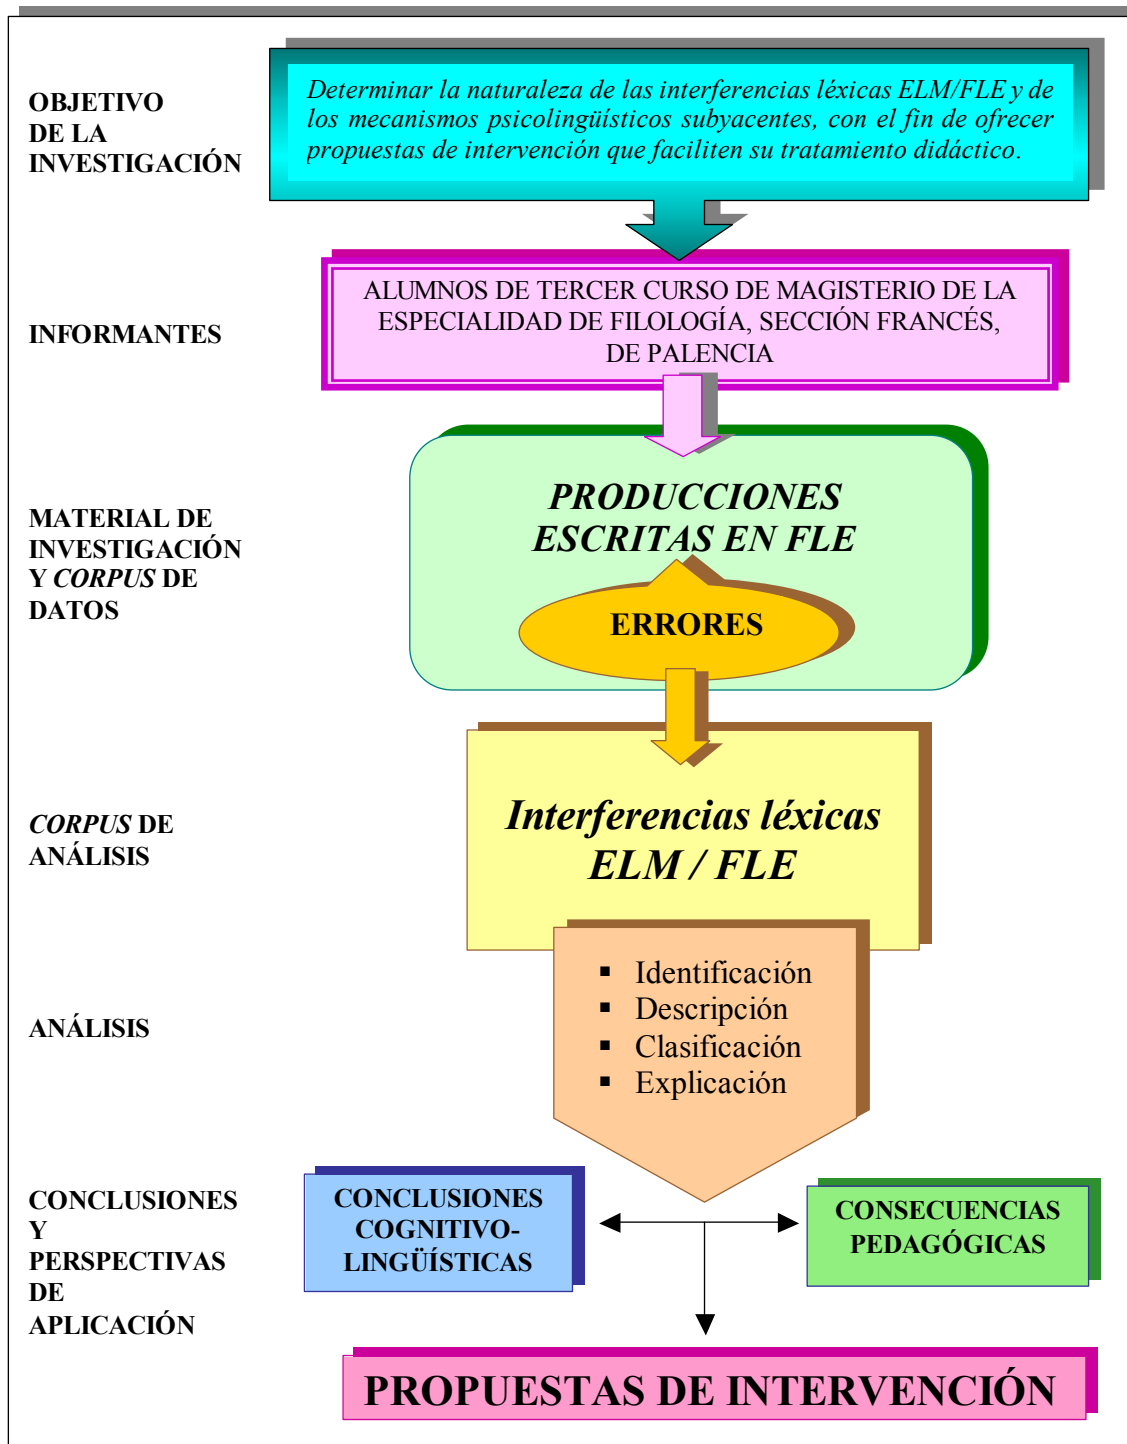 OBJETIVO
DE LA
INVESTIGACIÓN
Determinar la naturaleza de las interferencias léxicas ELM/FLE y de
los mecanismos psicolingüísticos subyacentes, con el fin de ofrecer
propuestas de intervención que faciliten su tratamiento didáctico.
INFORMANTES
ALUMNOS DE TERCER CURSO DE MAGISTERIO DE LA
ESPECIALIDAD DE FILOLOGÍA, SECCIÓN FRANCÉS,
DE PALENCIA
MATERIAL DE
INVESTIGACIÓN
Y CORPUS DE
DATOS
PRODUCCIONES
ESCRITAS EN FLE
ERRORES
CORPUS DE
ANÁLISIS
Interferencias léxicas
ELM / FLE
ANÁLISIS
▪ Identificación
▪ Descripción
▪ Clasificación
▪ Explicación
CONCLUSIONES
Y
PERSPECTIVAS
DE
APLICACIÓN
CONCLUSIONES
COGNITIVO-
LINGÜÍSTICAS
CONSECUENCIAS
PEDAGÓGICAS
PROPUESTAS DE INTERVENCIÓN